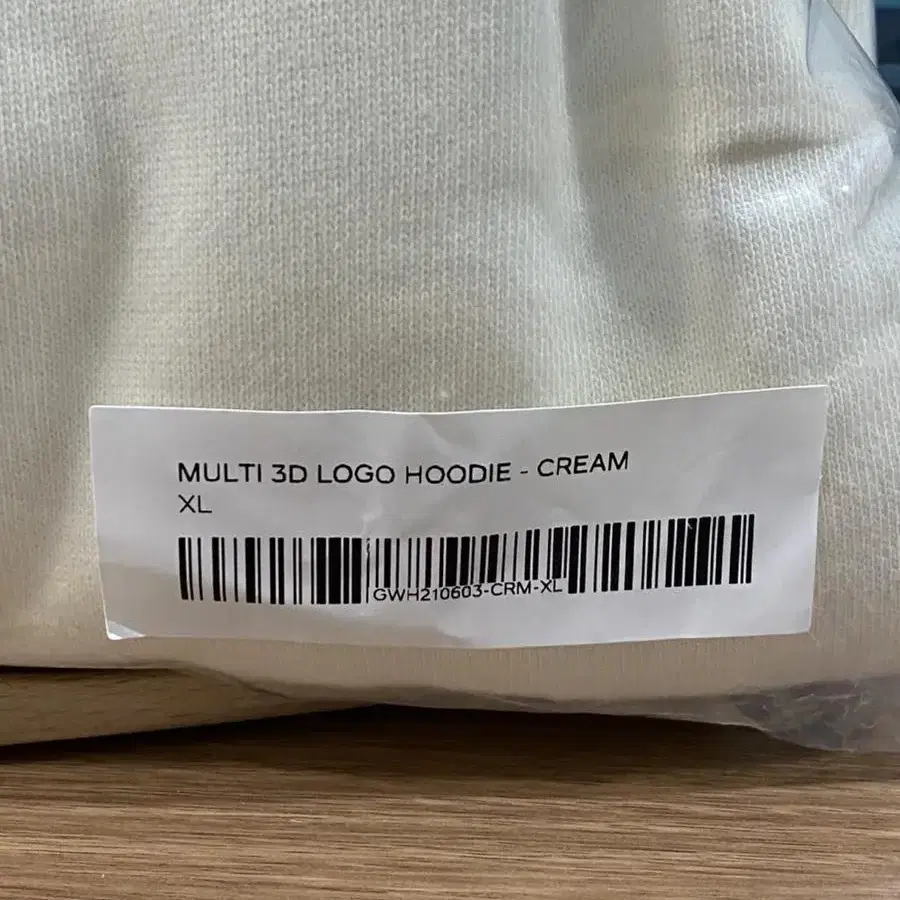 MULTI 3D LOGO HOODIE - CREAM
XL
GWH210603-CRM-XL